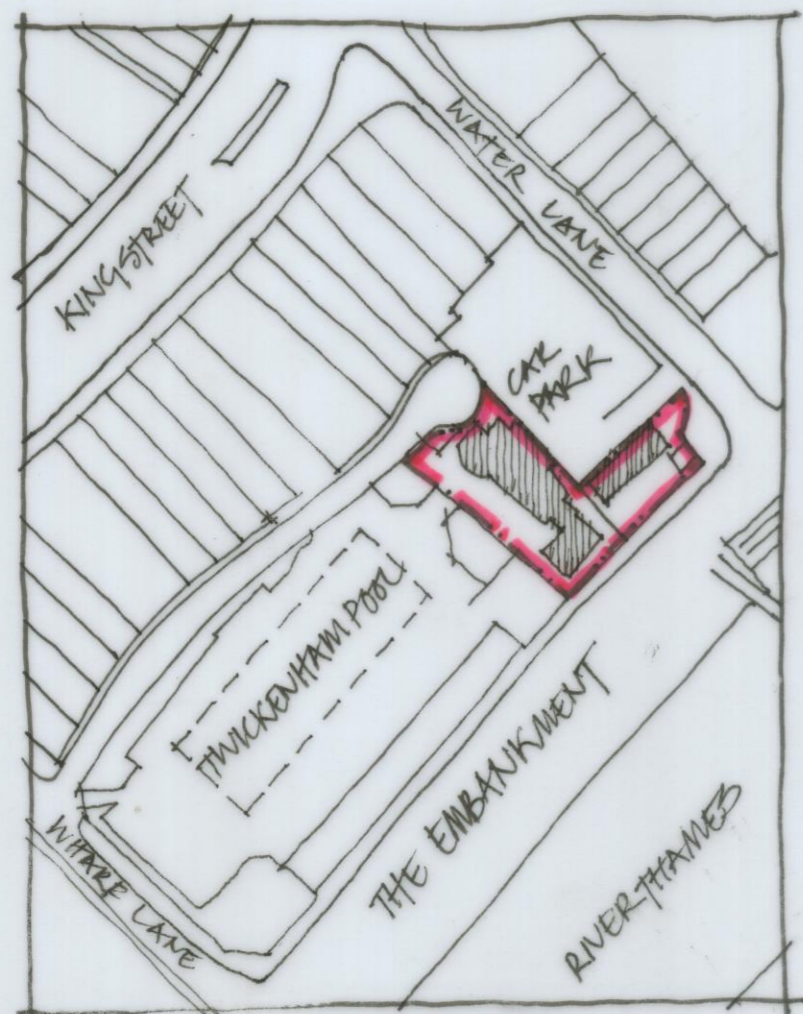 WATER LANE
KING STREET
CAR
PARK
TWICKENHAM POOL
THE EMBANKMENT
WHARF LANE
RIVER THAMES